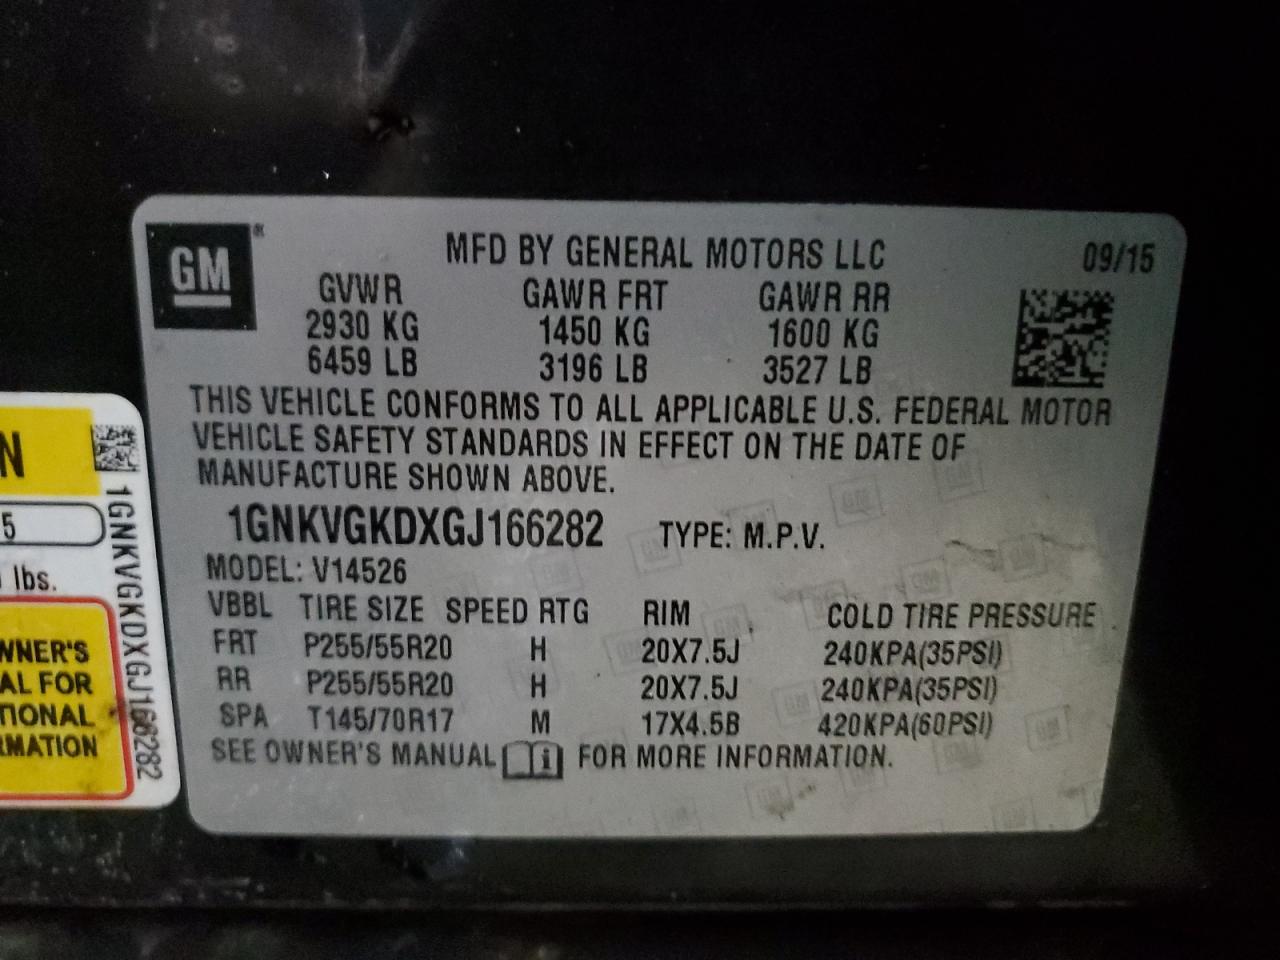 GM
MFD BY GENERAL MOTORS LLC 09/15
GVWR GAWR FRT GAWR RR
2930 KG 1450 KG 1600 KG
6459 LB 3196 LB 3527 LB
THIS VEHICLE CONFORMS TO ALL APPLICABLE U.S. FEDERAL MOTOR
VEHICLE SAFETY STANDARDS IN EFFECT ON THE DATE OF
MANUFACTURE SHOWN ABOVE.
1GNKVGKDXGJ166282 TYPE: M.P.V.
MODEL: V14526
VBBL TIRE SIZE SPEED RTG RIM COLD TIRE PRESSURE
FRT P255/55R20 H 20X7.5J 240KPA(35PSI)
RR P255/55R20 H 20X7.5J 240KPA(35PSI)
SPA T145/70R17 M 17X4.5B 420KPA(60PSI)
SEE OWNER'S MANUAL FOR MORE INFORMATION.
N
5
lbs.
WNER'S
AL FOR
TIONAL
RMATION
1GNKVGKDXGJ166282